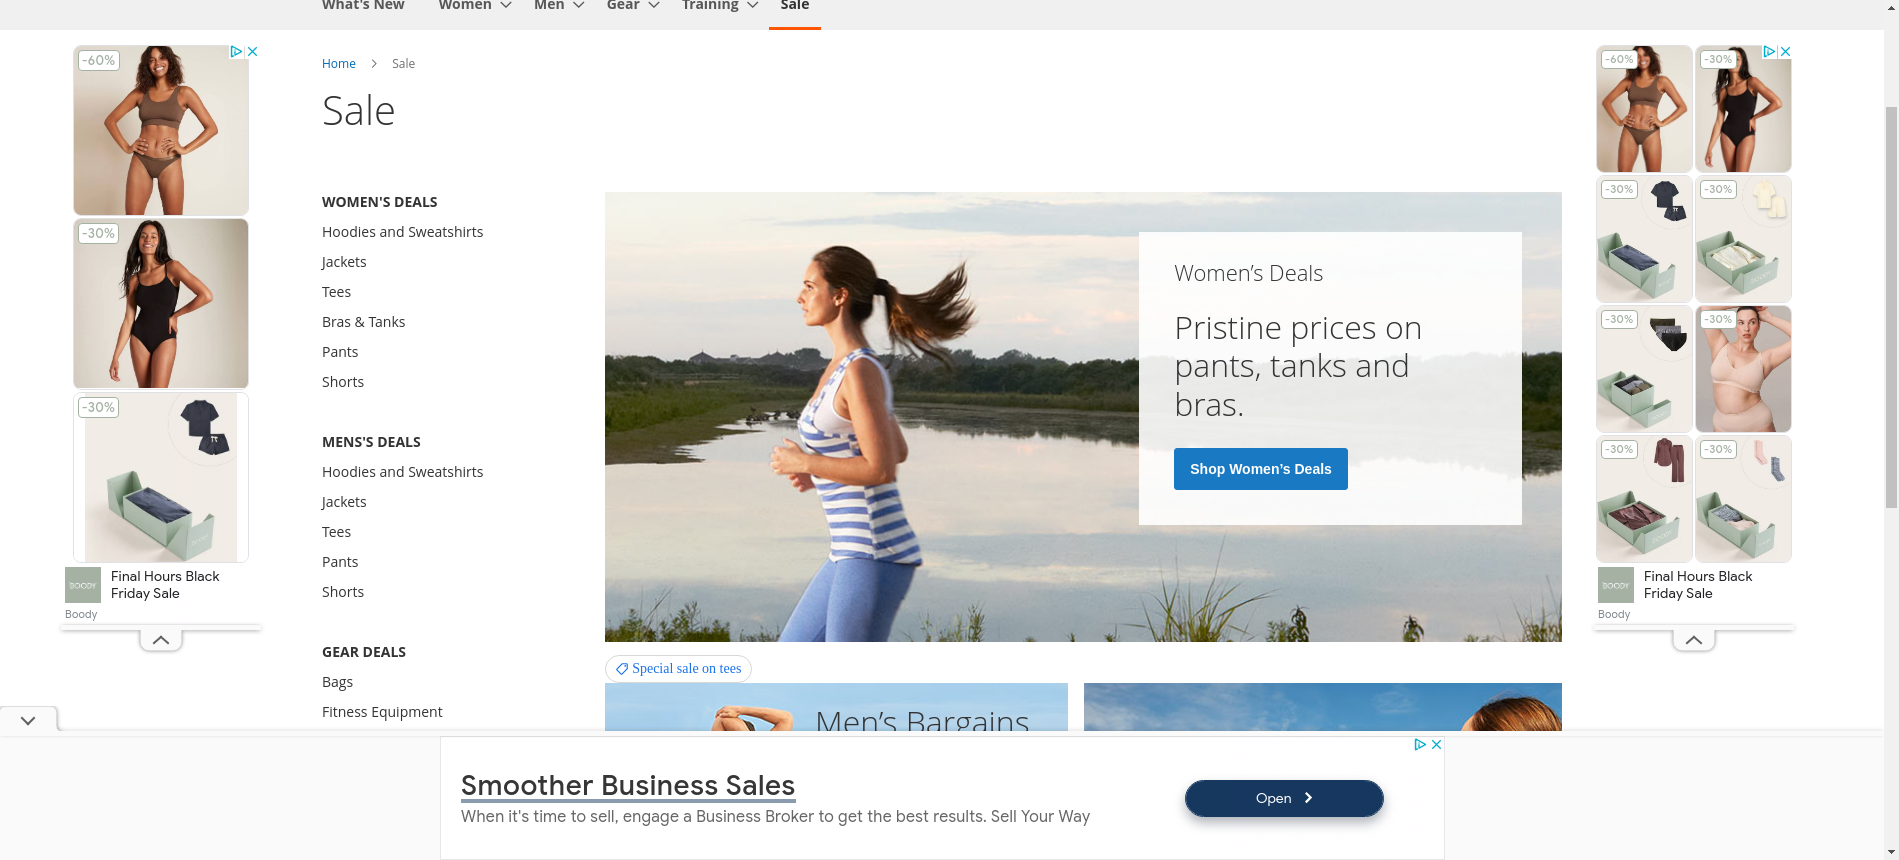 What's New
Women
Men
Gear
Training
Sale
Home
Sale
Sale
-60%
-30%
-30%
BOODY
Final Hours Black
Friday Sale
Boody
WOMEN'S DEALS
Hoodies and Sweatshirts
Jackets
Tees
Bras & Tanks
Pants
Shorts
MENS'S DEALS
Hoodies and Sweatshirts
Jackets
Tees
Pants
Shorts
GEAR DEALS
Bags
Fitness Equipment
Women’s Deals
Pristine prices on
pants, tanks and
bras.
Shop Women’s Deals
Special sale on tees
Men’s Bargains
-60%
-30%
-30%
-30%
-30%
-30%
-30%
-30%
BOODY
Final Hours Black
Friday Sale
Boody
Smoother Business Sales
When it's time to sell, engage a Business Broker to get the best results. Sell Your Way
Open